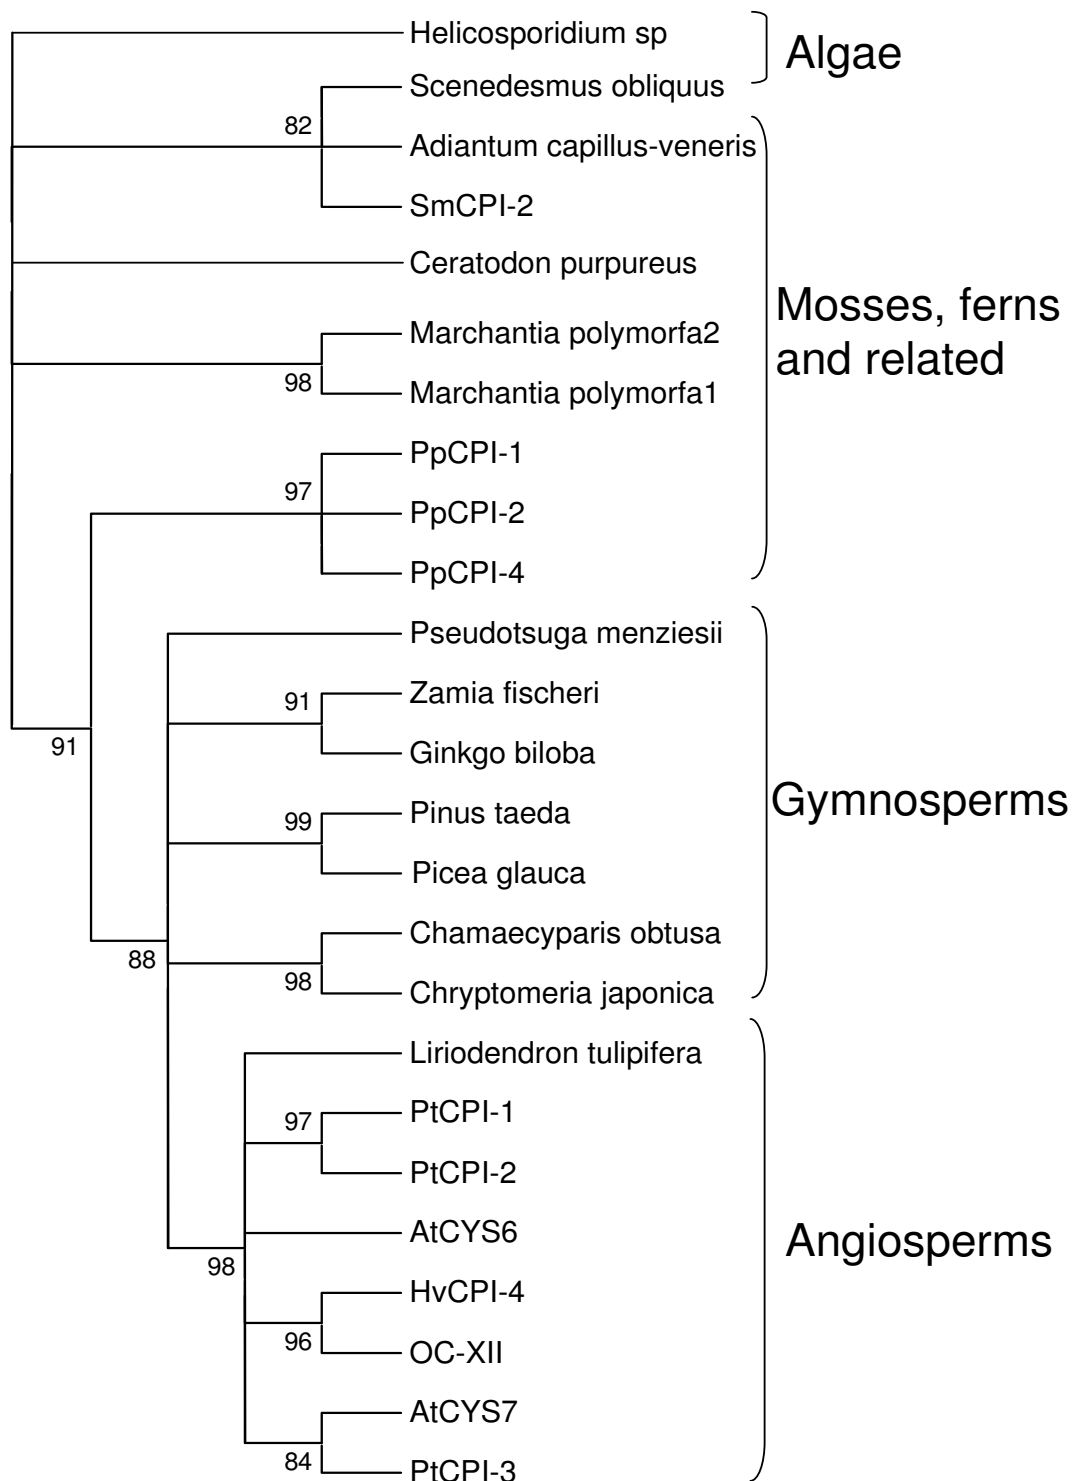 Helicosporidium sp
Algae
Scenedesmus obliquus
82
Adiantum capillus-veneris
SmCPI-2
Ceratodon purpureus
Mosses, ferns
and related
Marchantia polymorfa2
98
Marchantia polymorfa1
PpCPI-1
97
PpCPI-2
PpCPI-4
Pseudotsuga menziesii
91
Zamia fischeri
91
Ginkgo biloba
Gymnosperms
99
Pinus taeda
Picea glauca
Chamaecyparis obtusa
88
98
Chryptomeria japonica
Liriodendron tulipifera
97
PtCPI-1
PtCPI-2
AtCYS6
Angiosperms
98
HvCPI-4
96
OC-XII
AtCYS7
84
PtCPI-3